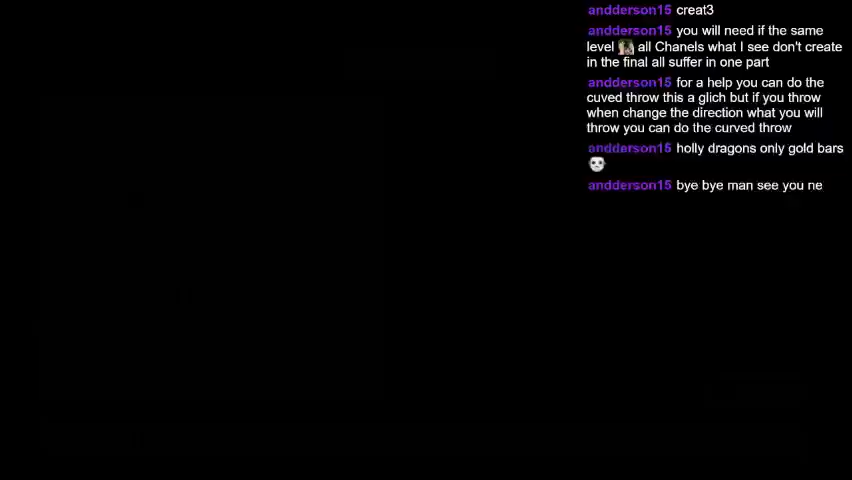 andderson15 creat3
andderson15 you will need if the same
level all Chanels what I see don't create
in the final all suffer in one part
andderson15 for a help you can do the
cuved throw this a glich but if you throw
when change the direction what you will
throw you can do the curved throw
andderson15 holly dragons only gold bars
andderson15 bye bye man see you ne